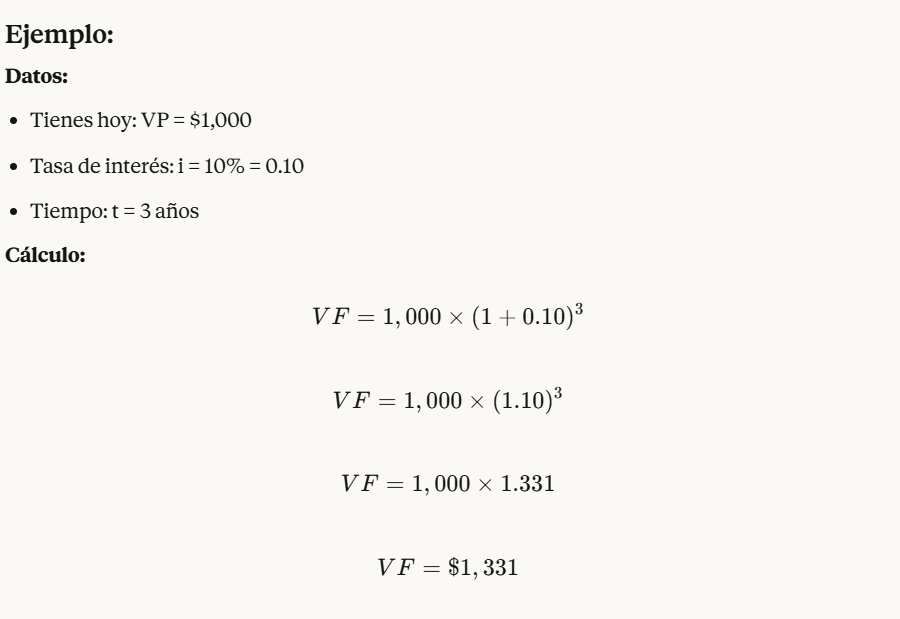 Ejemplo:
Datos:
• Tienes hoy: VP = $1,000
• Tasa de interés: i = 10% = 0.10
• Tiempo: t = 3 años
Cálculo:
VF = 1,000 × (1 + 0.10)³
VF = 1,000 × (1.10)³
VF = 1,000 × 1.331
VF = $1,331